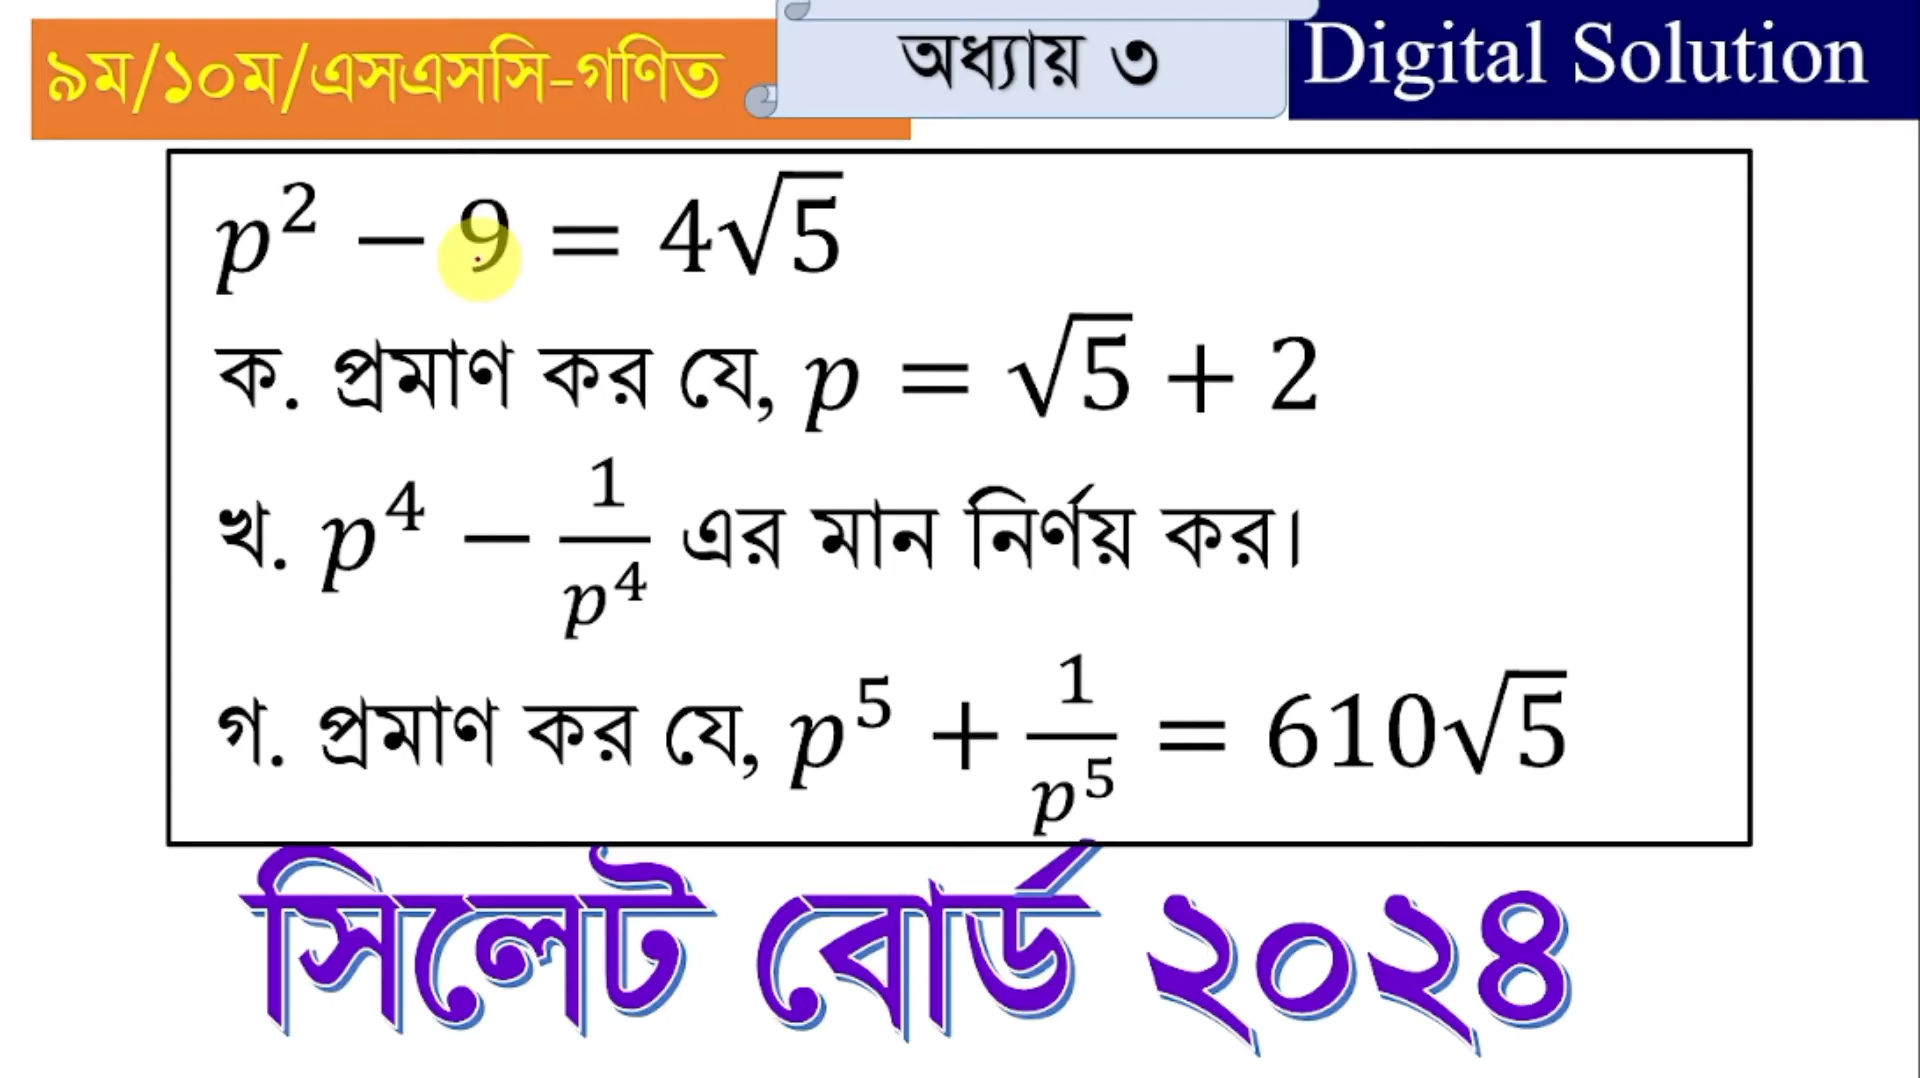 ৯ম/১০ম/এসএসসি-গণিত
অধ্যায় ৩
Digital Solution
p² − 9 = 4√5
ক. প্রমাণ কর যে, p = √5 + 2
খ. p⁴ − 1/p⁴ এর মান নির্ণয় কর।
গ. প্রমাণ কর যে, p⁵ + 1/p⁵ = 610√5
সিলেট বোর্ড ২০২৪